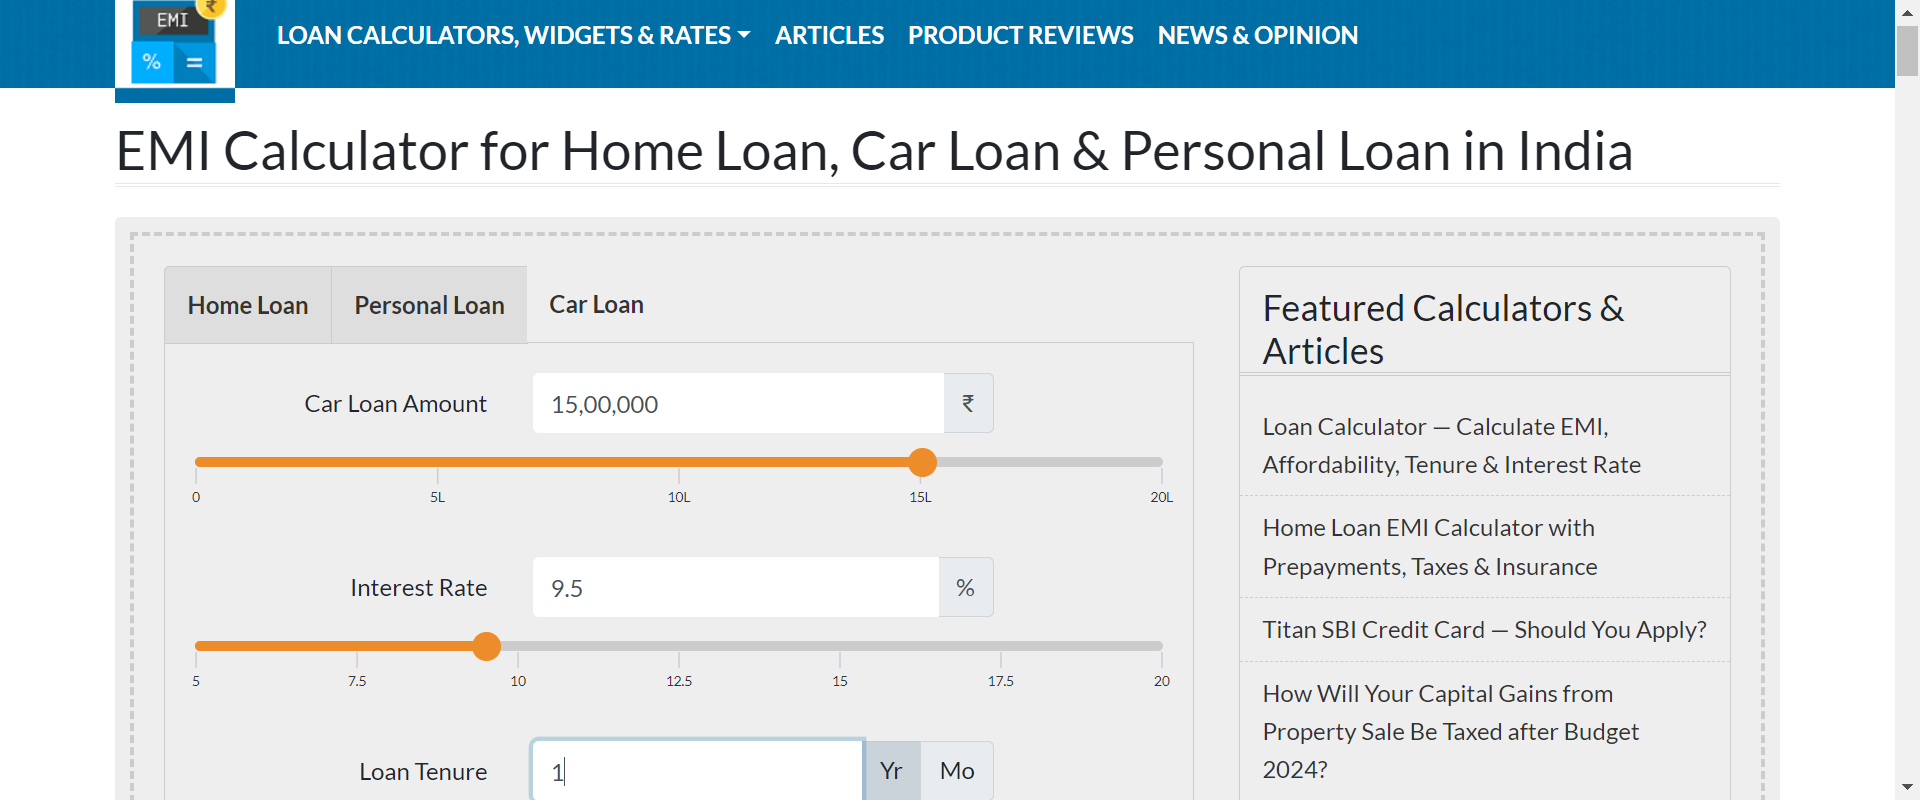 EMI ₹
% =
LOAN CALCULATORS, WIDGETS & RATES ARTICLES PRODUCT REVIEWS NEWS & OPINION
EMI Calculator for Home Loan, Car Loan & Personal Loan in India
Home Loan Personal Loan Car Loan
Car Loan Amount 15,00,000 ₹
0 5L 10L 15L 20L
Interest Rate 9.5 %
5 7.5 10 12.5 15 17.5 20
Loan Tenure 1 Yr Mo
Featured Calculators &
Articles
Loan Calculator — Calculate EMI,
Affordability, Tenure & Interest Rate
Home Loan EMI Calculator with
Prepayments, Taxes & Insurance
Titan SBI Credit Card — Should You Apply?
How Will Your Capital Gains from
Property Sale Be Taxed after Budget
2024?